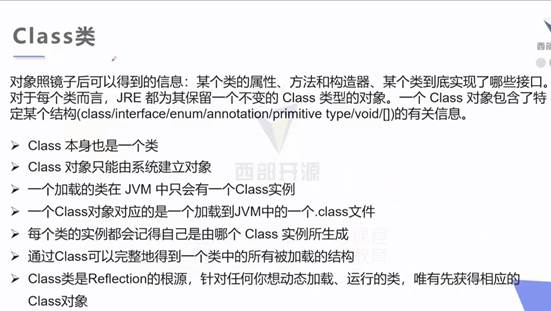 Class类
西部
对象照镜子后可以得到的信息：某个类的属性、方法和构造器、某个类到底实现了哪些接口。
对于每个类而言，JRE 都为其保留一个不变的 Class 类型的对象。一个 Class 对象包含了特
定某个结构(class/interface/enum/annotation/primitive type/void/[])的有关信息。
➢ Class 本身也是一个类
➢ Class 对象只能由系统建立对象
西部开源
➢ 一个加载的类在 JVM 中只会有一个Class实例
➢ 一个Class对象对应的是一个加载到JVM中的一个.class文件
➢ 每个类的实例都会记得自己是由哪个 Class 实例所生成
➢ 通过Class可以完整地得到一个类中的所有被加载的结构
➢ Class类是Reflection的根源，针对任何你想动态加载、运行的类，唯有先获得相应的
Class对象